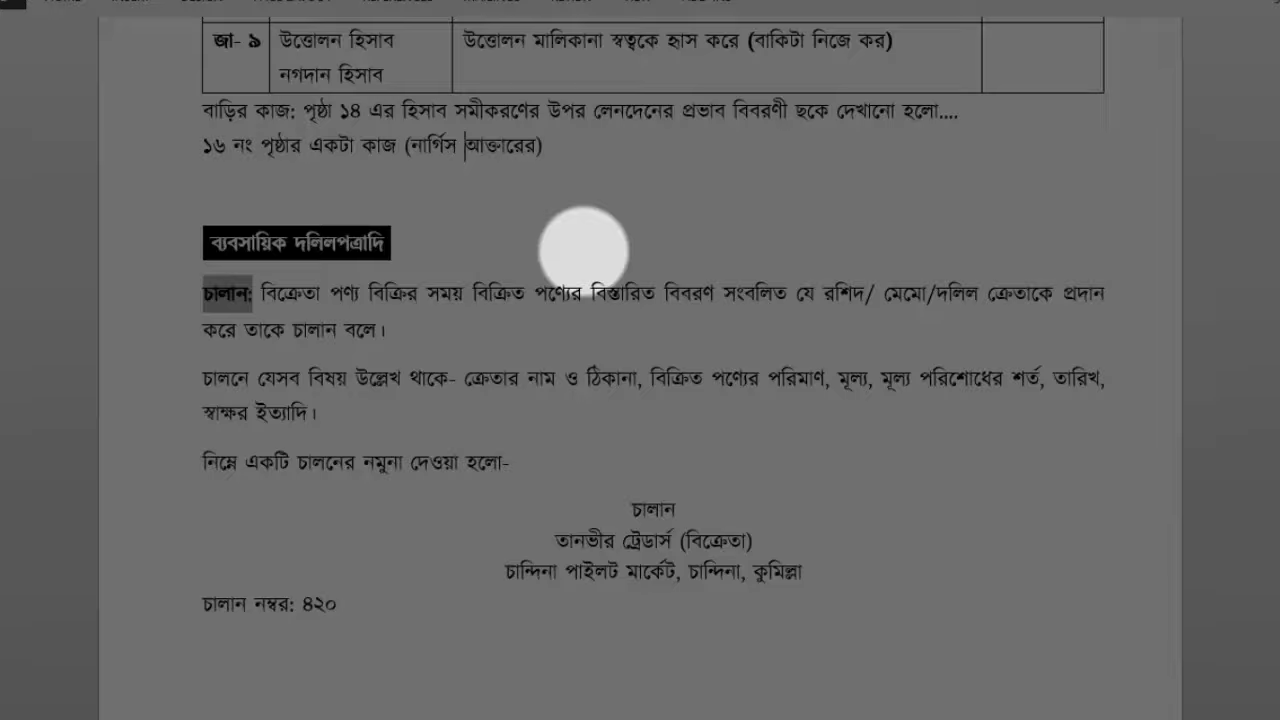 জা- ৯ উত্তোলন হিসাব উত্তোলন মালিকানা স্বত্বকে হ্রাস করে (বাকিটা নিজে কর)
নগদান হিসাব
বাড়ির কাজ: পৃষ্ঠা ১৪ এর হিসাব সমীকরণের উপর লেনদেনের প্রভাব বিবরণী ছকে দেখানো হলো....
১৬ নং পৃষ্ঠার একটা কাজ (নার্গিস আক্তারের)
ব্যবসায়িক দলিলপত্রাদি
চালান: বিক্রেতা পণ্য বিক্রির সময় বিক্রিত পণ্যের বিস্তারিত বিবরণ সংবলিত যে রশিদ/ মেমো/দলিল ক্রেতাকে প্রদান
করে তাকে চালান বলে।
চালনে যেসব বিষয় উল্লেখ থাকে- ক্রেতার নাম ও ঠিকানা, বিক্রিত পণ্যের পরিমাণ, মূল্য, মূল্য পরিশোধের শর্ত, তারিখ,
স্বাক্ষর ইত্যাদি।
নিম্নে একটি চালনের নমুনা দেওয়া হলো-
চালান
তানভীর ট্রেডার্স (বিক্রেতা)
চান্দিনা পাইলট মার্কেট, চান্দিনা, কুমিল্লা
চালান নম্বর: ৪২০